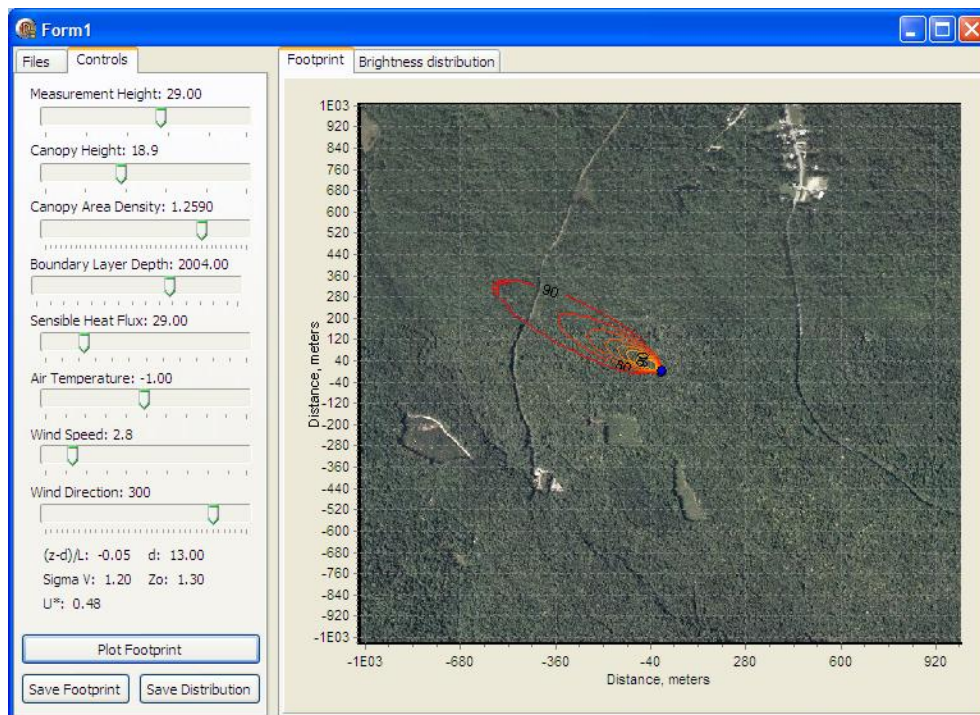 Form1
Files Controls
Measurement Height: 29.00
Canopy Height: 18.9
Canopy Area Density: 1.2590
Boundary Layer Depth: 2004.00
Sensible Heat Flux: 29.00
Air Temperature: -1.00
Wind Speed: 2.8
Wind Direction: 300
(z-d)/L: -0.05 d: 13.00
Sigma V: 1.20 Zo: 1.30
U*: 0.48
Plot Footprint
Save Footprint Save Distribution
Footprint Brightness distribution
Distance, meters
1E03
920
840
760
680
600
520
440
360
280
200
120
40
-40
-120
-200
-280
-360
-440
-520
-600
-680
-760
-840
-920
-1E03
90
80
-1E03 -680 -360 -40 280 600 920
Distance, meters